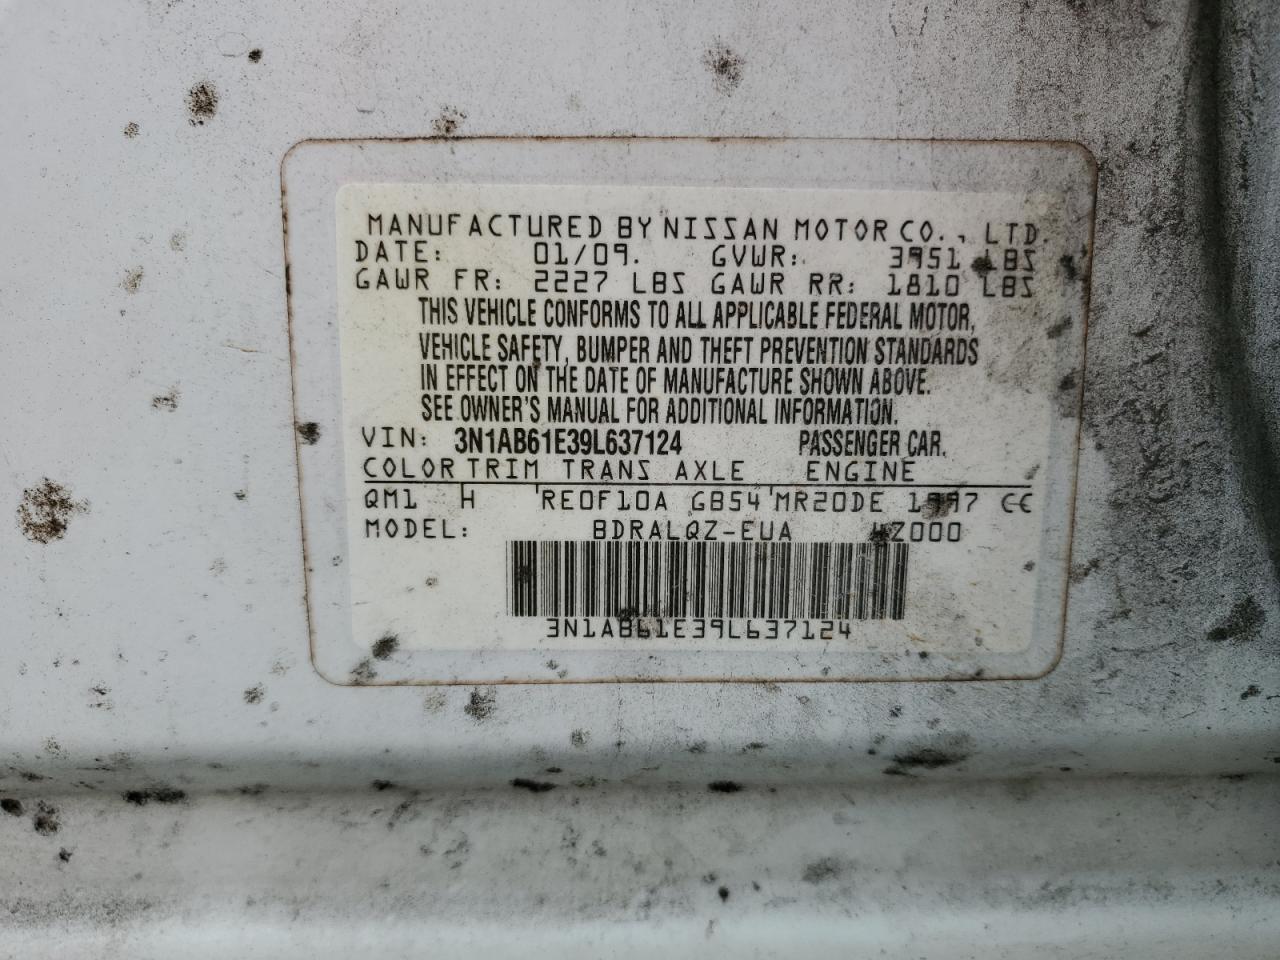 MANUFACTURED BY NISSAN MOTOR CO., LTD.
DATE: 01/09. GVWR: 3951 LBS
GAWR FR: 2227 LBS GAWR RR: 1810 LBS
THIS VEHICLE CONFORMS TO ALL APPLICABLE FEDERAL MOTOR,
VEHICLE SAFETY, BUMPER AND THEFT PREVENTION STANDARDS
IN EFFECT ON THE DATE OF MANUFACTURE SHOWN ABOVE.
SEE OWNER'S MANUAL FOR ADDITIONAL INFORMATION.
VIN: 3N1AB61E39L637124 PASSENGER CAR.
COLOR TRIM TRANS AXLE ENGINE
QM1 H RE0F10A GB54 MR20DE 1997 CC
MODEL: BDRALQZ-EUA
3N1AB61E39L637124